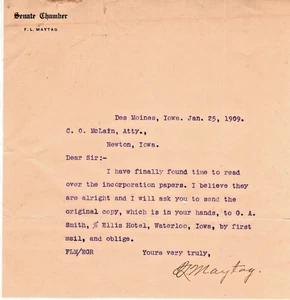 Senate Chamber
F. L. MAYTAG
Des Moines, Iowa. Jan. 25, 1909.
C. O. McLain, Atty.,
Newton, Iowa.
Dear Sir:-
I have finally found time to read
over the incorporation papers. I believe they
are alright and I will ask you to send the
original copy, which is in your hands, to O. A.
Smith, % Ellis Hotel, Waterloo, Iowa, by first
mail, and oblige.
FLM/EGR Yours very truly,
FL Maytag.